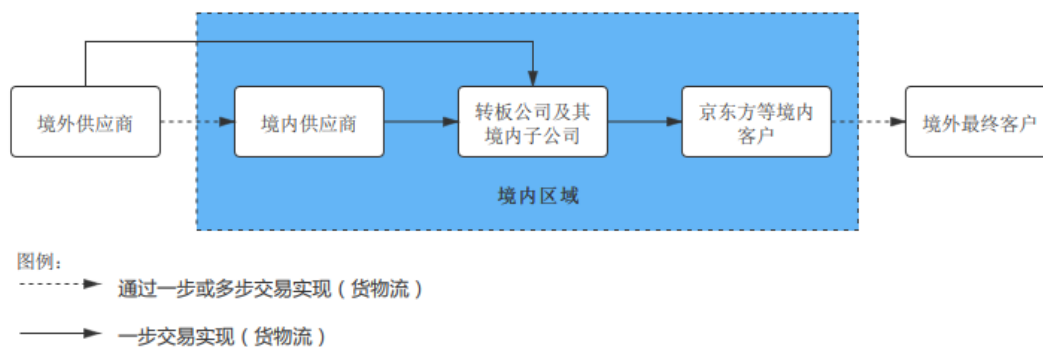 境外供应商
境内供应商
转板公司及其
境内子公司
京东方等境内
客户
境外最终客户
境内区域
图例：
通过一步或多步交易实现（货物流）
一步交易实现（货物流）